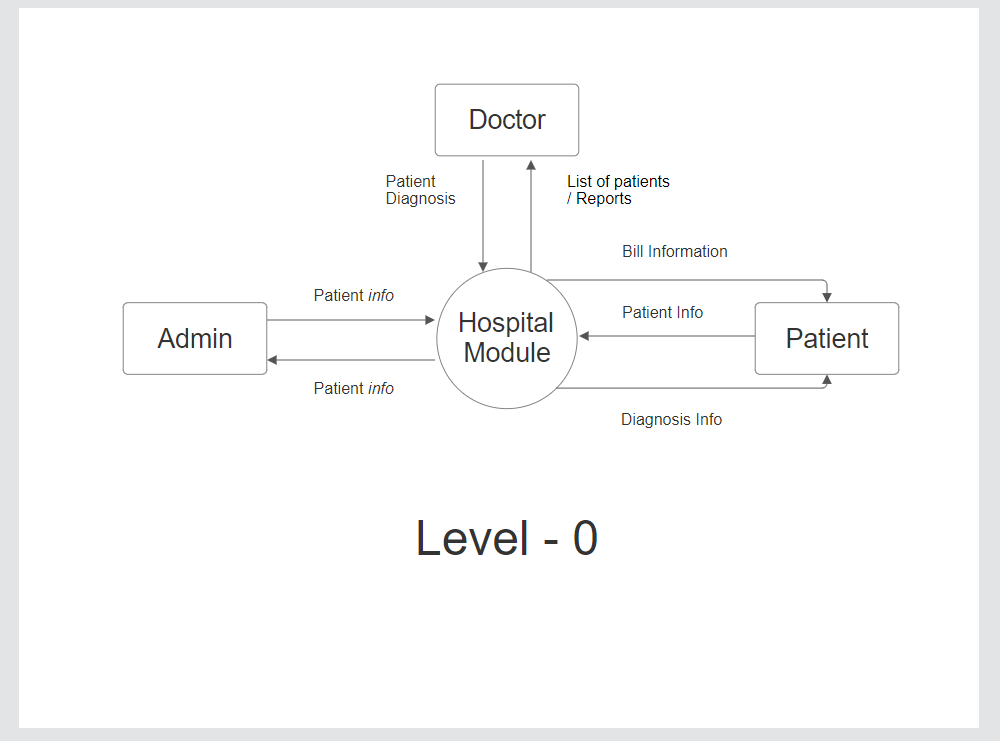 Doctor
Patient
Diagnosis
List of patients
/ Reports
Bill Information
Patient info
Patient Info
Admin
Hospital
Module
Patient
Patient info
Diagnosis Info
Level - 0